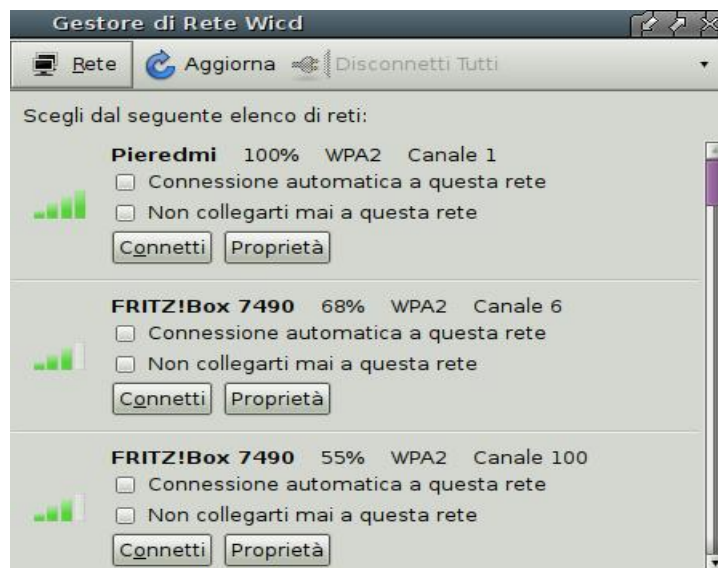 Gestore di Rete Wicd
Rete Aggiorna Disconnetti Tutti
Scegli dal seguente elenco di reti:
Pieredmi 100% WPA2 Canale 1
Connessione automatica a questa rete
Non collegarti mai a questa rete
Connetti Proprietà
FRITZ!Box 7490 68% WPA2 Canale 6
Connessione automatica a questa rete
Non collegarti mai a questa rete
Connetti Proprietà
FRITZ!Box 7490 55% WPA2 Canale 100
Connessione automatica a questa rete
Non collegarti mai a questa rete
Connetti Proprietà